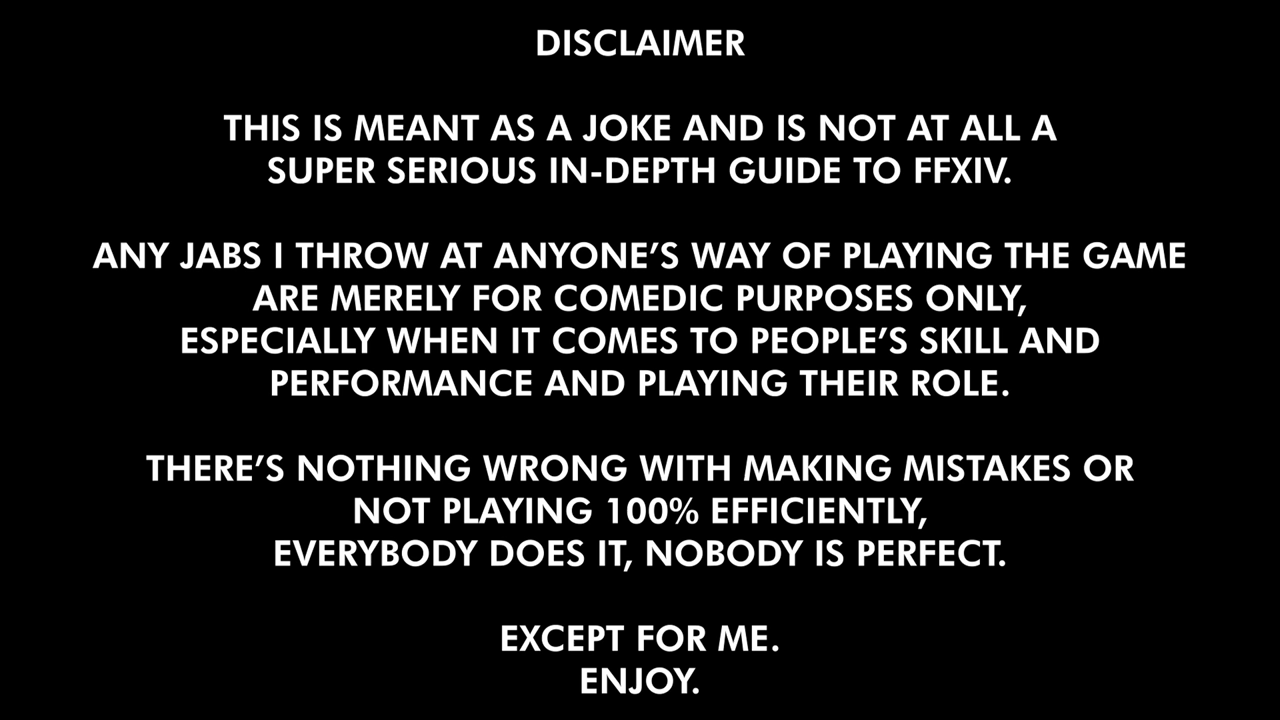 DISCLAIMER
THIS IS MEANT AS A JOKE AND IS NOT AT ALL A
SUPER SERIOUS IN-DEPTH GUIDE TO FFXIV.
ANY JABS I THROW AT ANYONE’S WAY OF PLAYING THE GAME
ARE MERELY FOR COMEDIC PURPOSES ONLY,
ESPECIALLY WHEN IT COMES TO PEOPLE’S SKILL AND
PERFORMANCE AND PLAYING THEIR ROLE.
THERE’S NOTHING WRONG WITH MAKING MISTAKES OR
NOT PLAYING 100% EFFICIENTLY,
EVERYBODY DOES IT, NOBODY IS PERFECT.
EXCEPT FOR ME.
ENJOY.